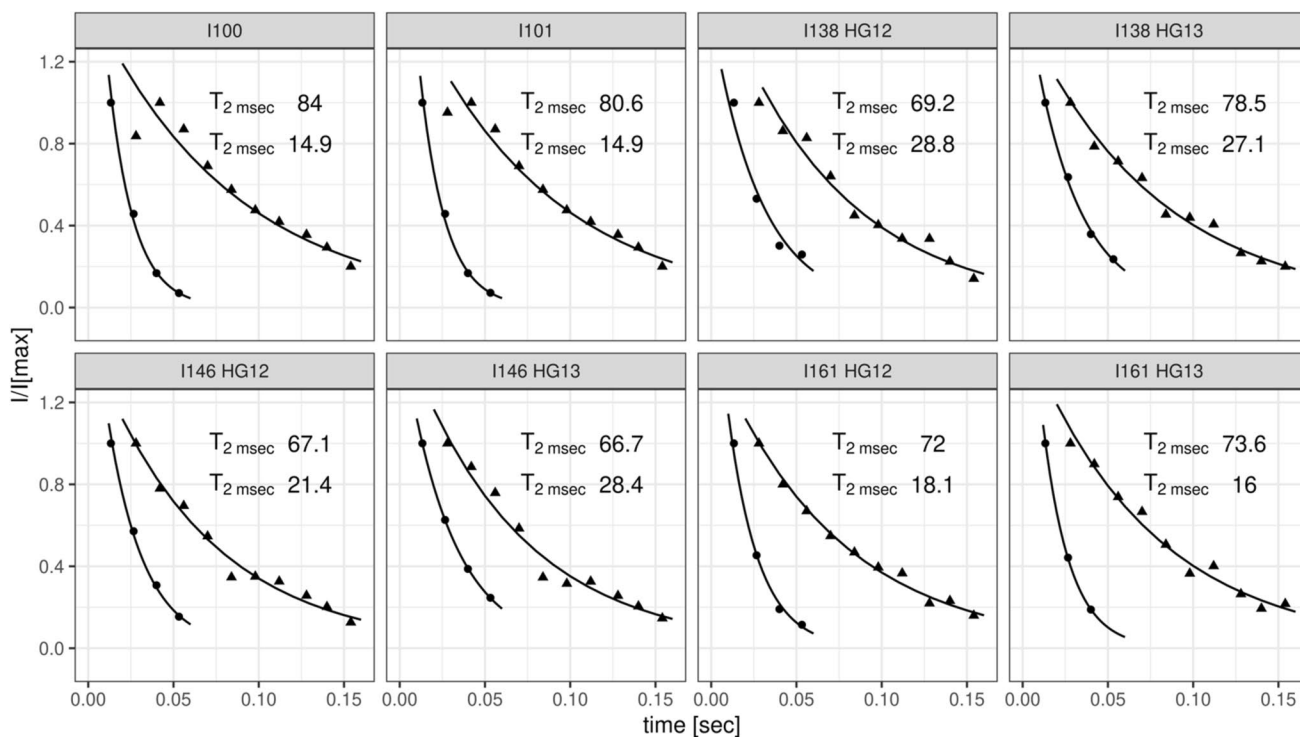 I100 I101 I138 HG12 I138 HG13
1.2
T2 msec 84 T2 msec 80.6 T2 msec 69.2 T2 msec 78.5
0.8
T2 msec 14.9 T2 msec 14.9 T2 msec 28.8 T2 msec 27.1
0.4
0.0
I/I[max]
I146 HG12 I146 HG13 I161 HG12 I161 HG13
1.2
T2 msec 67.1 T2 msec 66.7 T2 msec 72 T2 msec 73.6
0.8
T2 msec 21.4 T2 msec 28.4 T2 msec 18.1 T2 msec 16
0.4
0.0
0.00 0.05 0.10 0.15 0.00 0.05 0.10 0.15 0.00 0.05 0.10 0.15 0.00 0.05 0.10 0.15
time [sec]